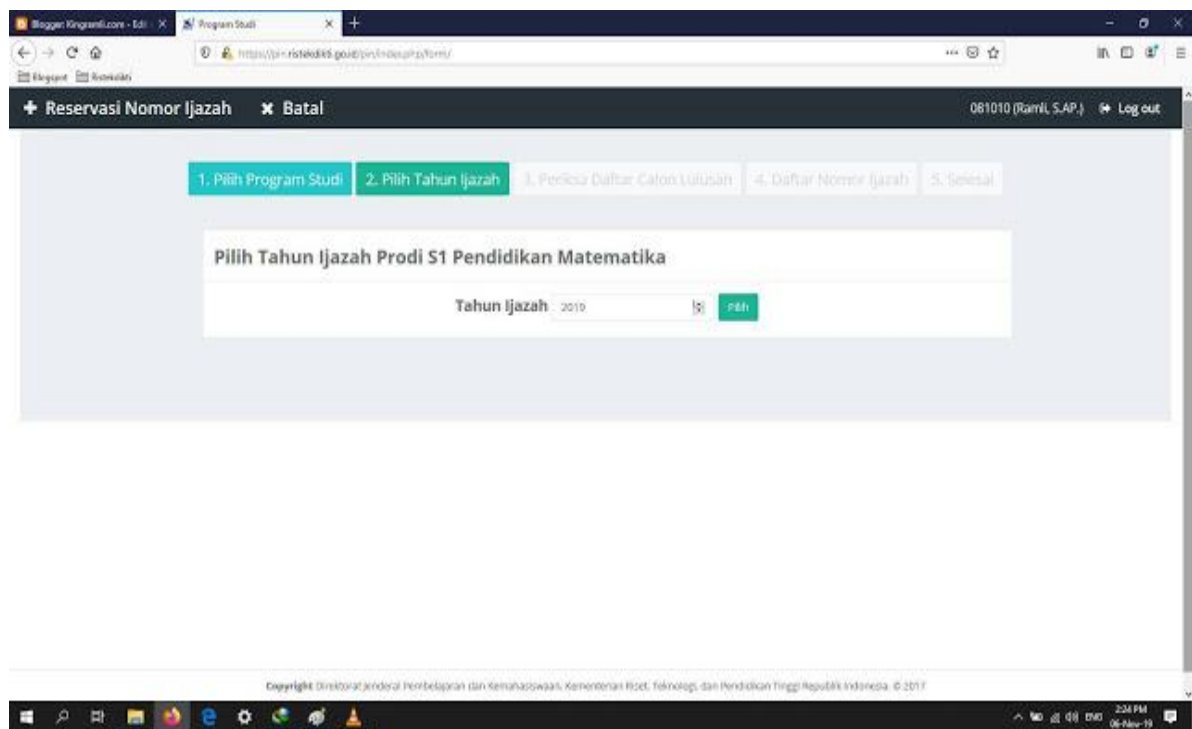 Blogger: Kingramli.com - Edi
Program Studi
https://pin.ristekdikti.go.id/pin/index.php/form/
Blogspot
Ristekdikti
Reservasi Nomor Ijazah
Batal
081010 (Ramli, S.AP.)
Log out
1. Pilih Program Studi
2. Pilih Tahun Ijazah
3. Periksa Daftar Calon Lulusan
4. Daftar Nomor Ijazah
5. Selesai
Pilih Tahun Ijazah Prodi S1 Pendidikan Matematika
Tahun Ijazah 2019 Pilih
Copyright Direktorat Jenderal Pembelajaran dan Kemahasiswaan, Kementerian Riset, Teknologi, dan Pendidikan Tinggi Republik Indonesia. © 2017
ENG
2:24 PM
06-Nov-19